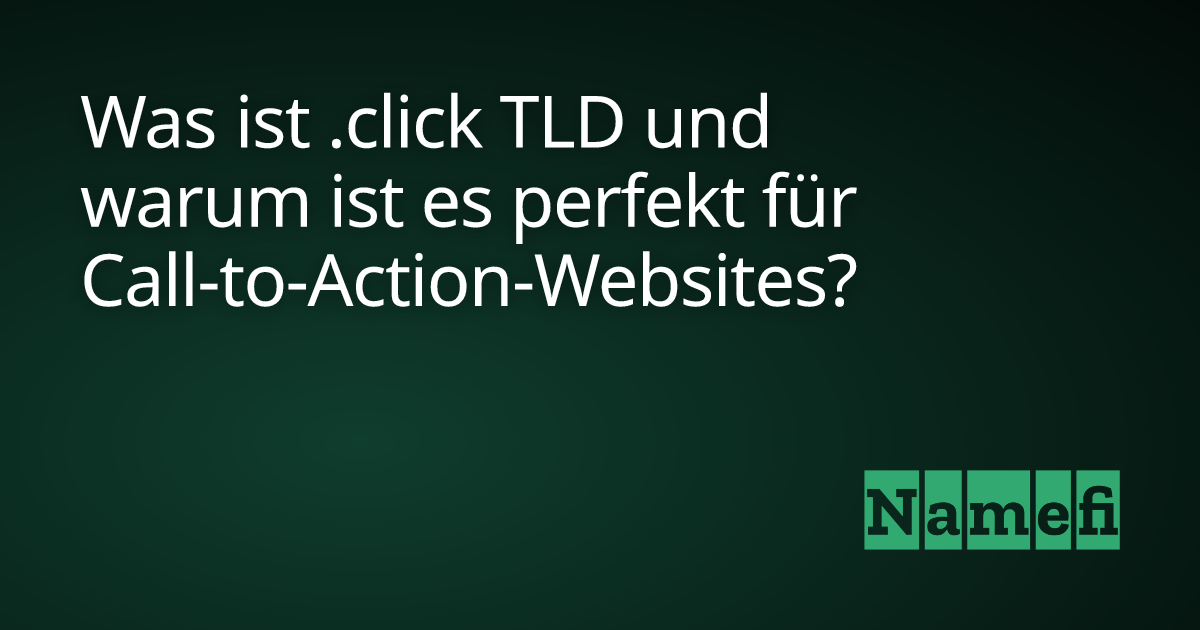 Was ist .click TLD und
warum ist es perfekt für
Call-to-Action-Websites?
Namefi